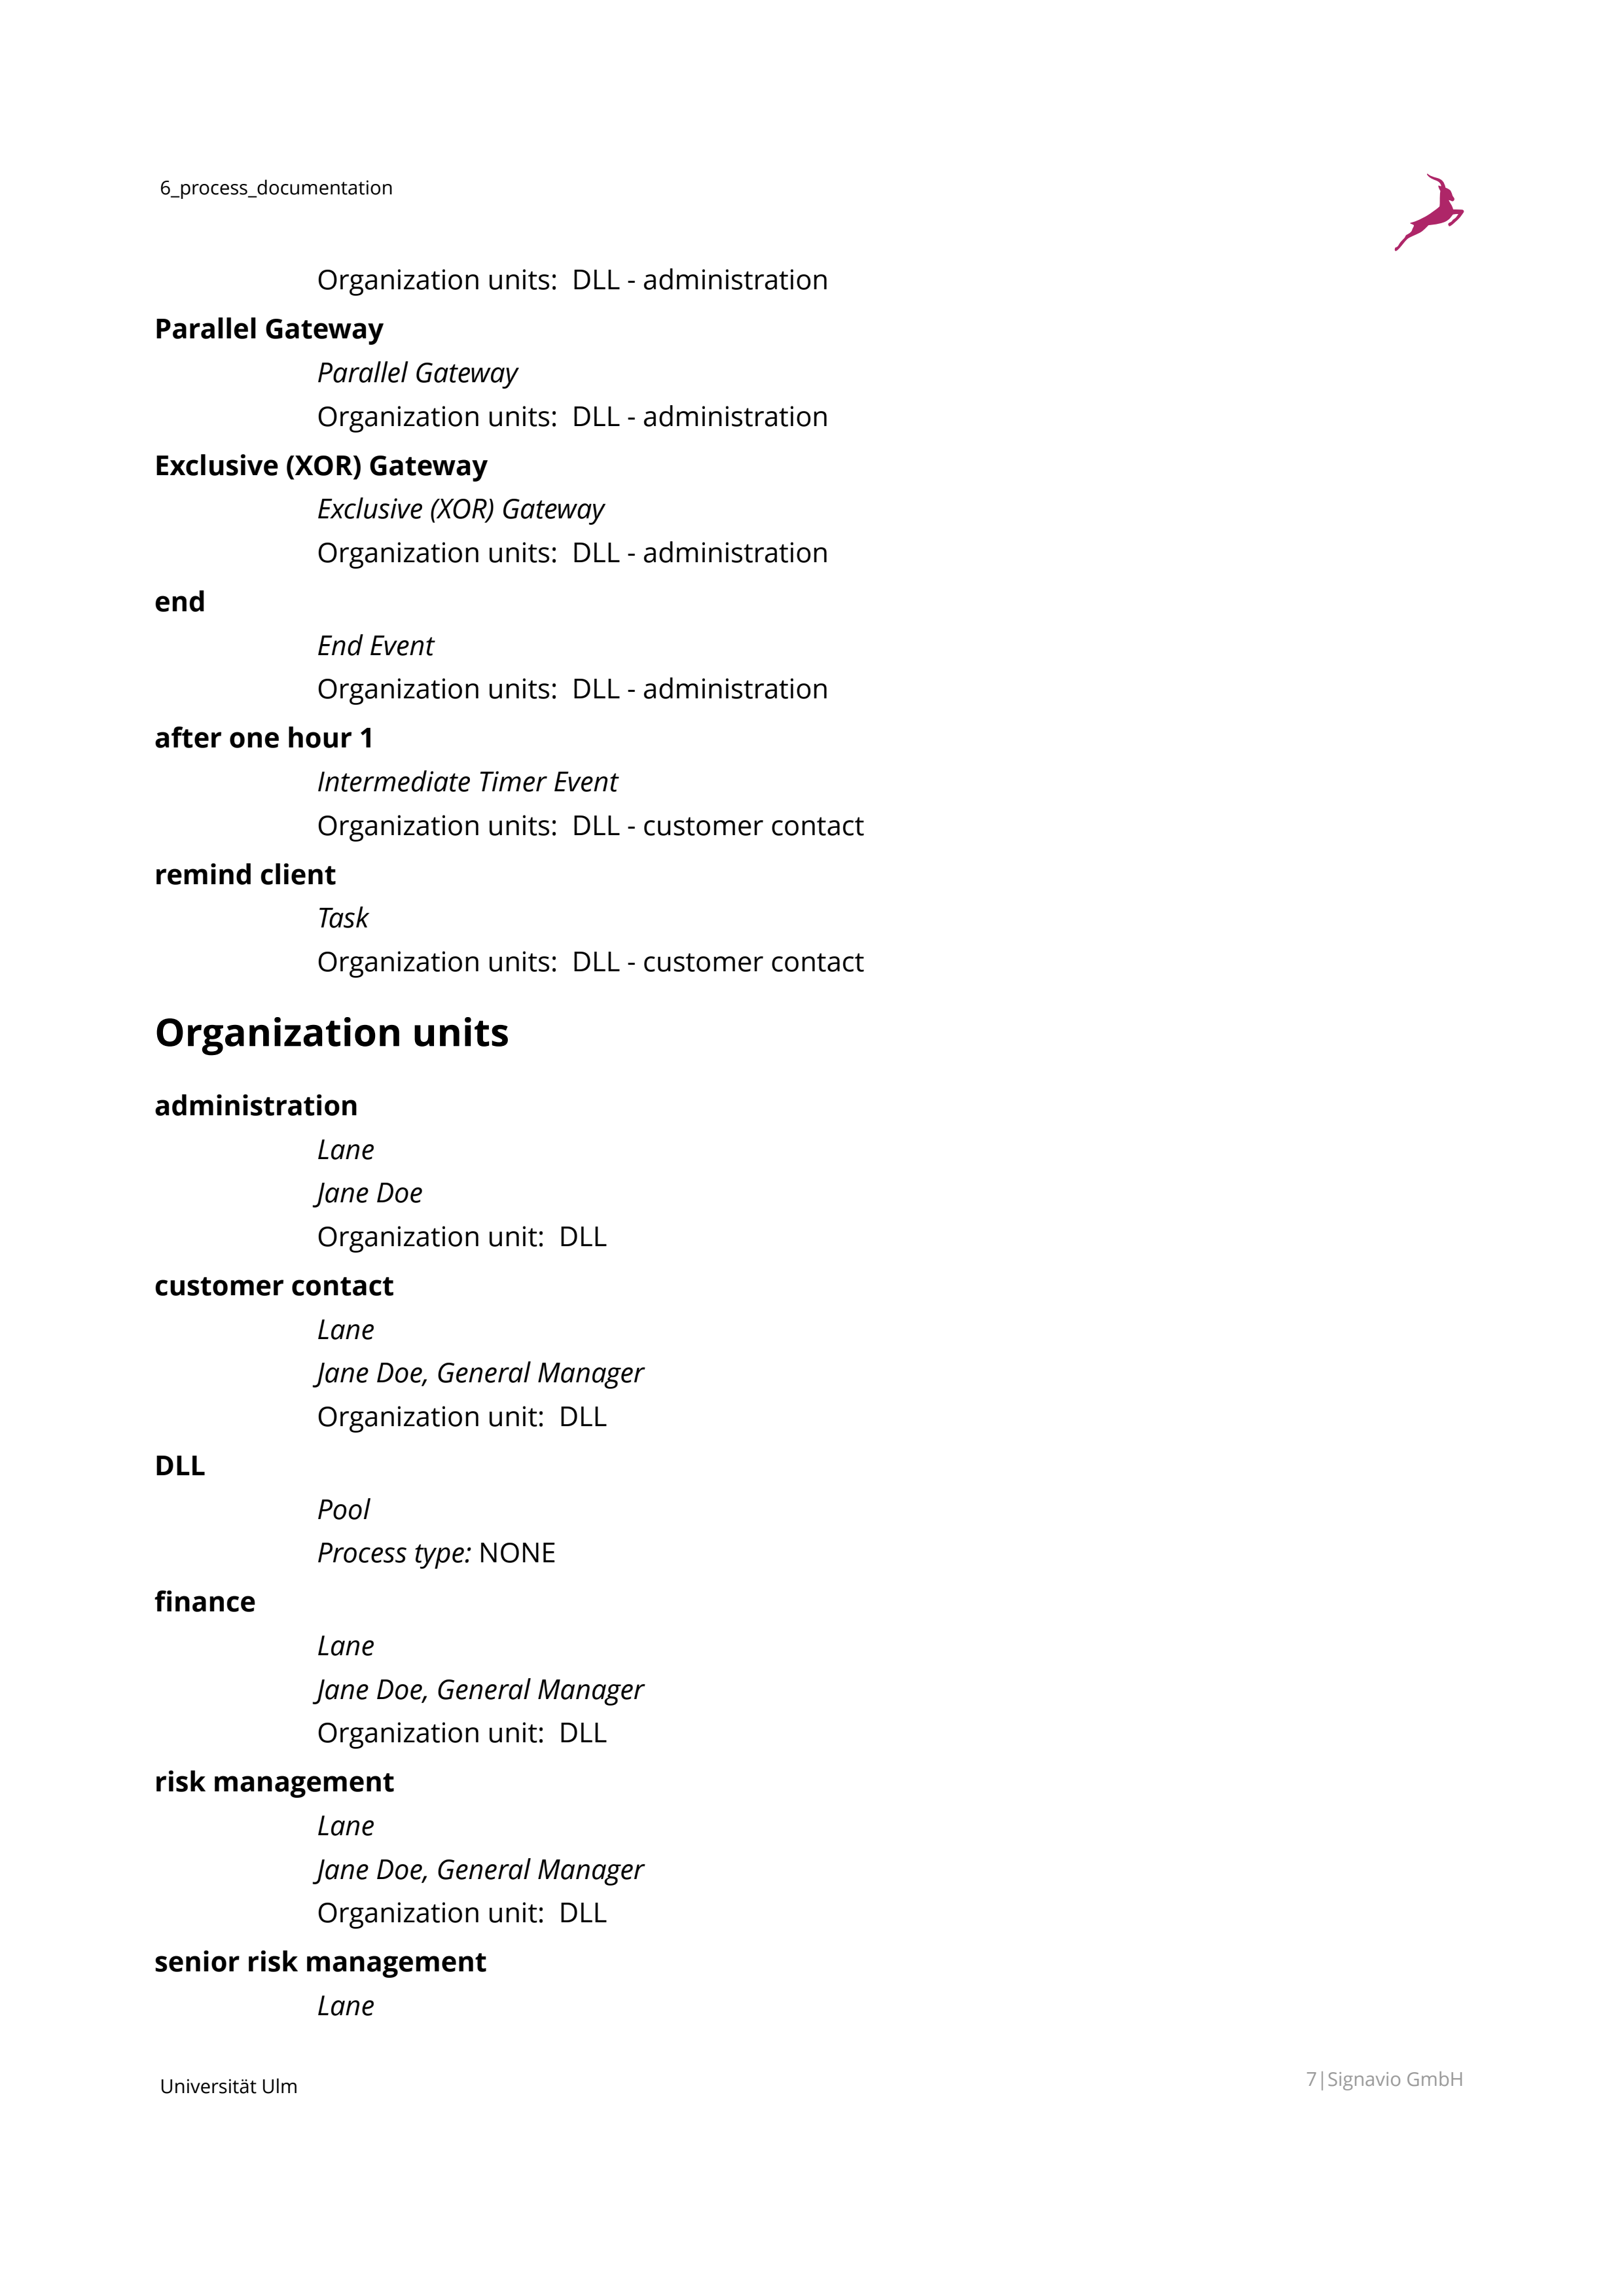 6_process_documentation
Organization units:  DLL - administration
Parallel Gateway
Parallel Gateway
Organization units:  DLL - administration
Exclusive (XOR) Gateway
Exclusive (XOR) Gateway
Organization units:  DLL - administration
end
End Event
Organization units:  DLL - administration
after one hour 1
Intermediate Timer Event
Organization units:  DLL - customer contact
remind client
Task
Organization units:  DLL - customer contact
Organization units
administration
Lane
Jane Doe
Organization unit:  DLL
customer contact
Lane
Jane Doe, General Manager
Organization unit:  DLL
DLL
Pool
Process type: NONE
finance
Lane
Jane Doe, General Manager
Organization unit:  DLL
risk management
Lane
Jane Doe, General Manager
Organization unit:  DLL
senior risk management
Lane
Universität Ulm
7|Signavio GmbH